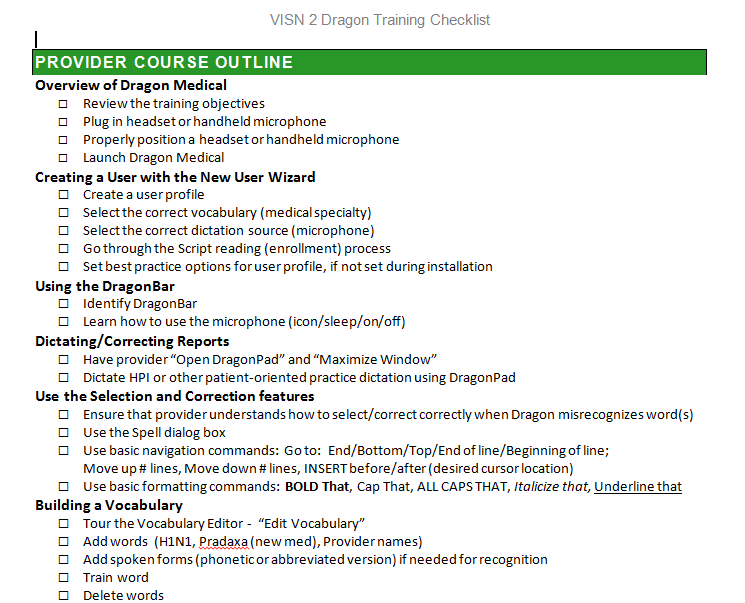 VISN 2 Dragon Training Checklist
PROVIDER COURSE OUTLINE
Overview of Dragon Medical
☐ Review the training objectives
☐ Plug in headset or handheld microphone
☐ Properly position a headset or handheld microphone
☐ Launch Dragon Medical
Creating a User with the New User Wizard
☐ Create a user profile
☐ Select the correct vocabulary (medical specialty)
☐ Select the correct dictation source (microphone)
☐ Go through the Script reading (enrollment) process
☐ Set best practice options for user profile, if not set during installation
Using the DragonBar
☐ Identify DragonBar
☐ Learn how to use the microphone (icon/sleep/on/off)
Dictating/Correcting Reports
☐ Have provider “Open DragonPad” and “Maximize Window”
☐ Dictate HPI or other patient-oriented practice dictation using DragonPad
Use the Selection and Correction features
☐ Ensure that provider understands how to select/correct correctly when Dragon misrecognizes word(s)
☐ Use the Spell dialog box
☐ Use basic navigation commands: Go to: End/Bottom/Top/End of line/Beginning of line;
Move up # lines, Move down # lines, INSERT before/after (desired cursor location)
☐ Use basic formatting commands: BOLD That, Cap That, ALL CAPS THAT, Italicize that, Underline that
Building a Vocabulary
☐ Tour the Vocabulary Editor - “Edit Vocabulary”
☐ Add words (H1N1, Pradaxa (new med), Provider names)
☐ Add spoken forms (phonetic or abbreviated version) if needed for recognition
☐ Train word
☐ Delete words